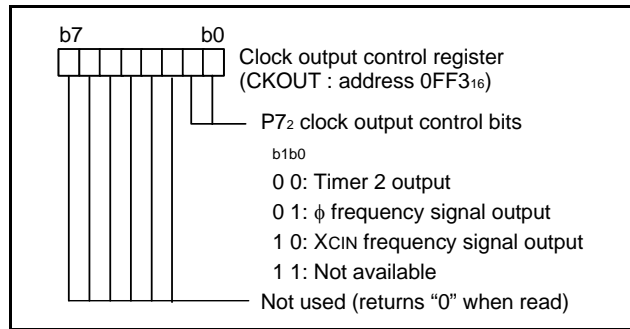 b7 b0
Clock output control register
(CKOUT : address 0FF3₁₆)
P7₂ clock output control bits
b1b0
0 0: Timer 2 output
0 1: ϕ frequency signal output
1 0: XCIN frequency signal output
1 1: Not available
Not used (returns “0” when read)